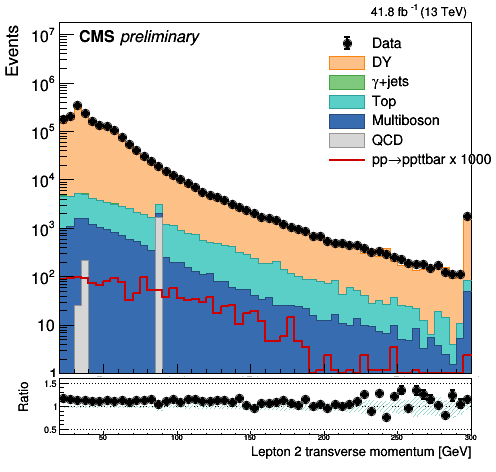 41.8 fb⁻¹ (13 TeV)
CMS preliminary
Events
10⁷
10⁶
10⁵
10⁴
10³
10²
10
1
Data
DY
γ+jets
Top
Multiboson
QCD
pp→ppttbar x 1000
Ratio
1.5
1
0.5
50 100 150 200 250 300
Lepton 2 transverse momentum [GeV]